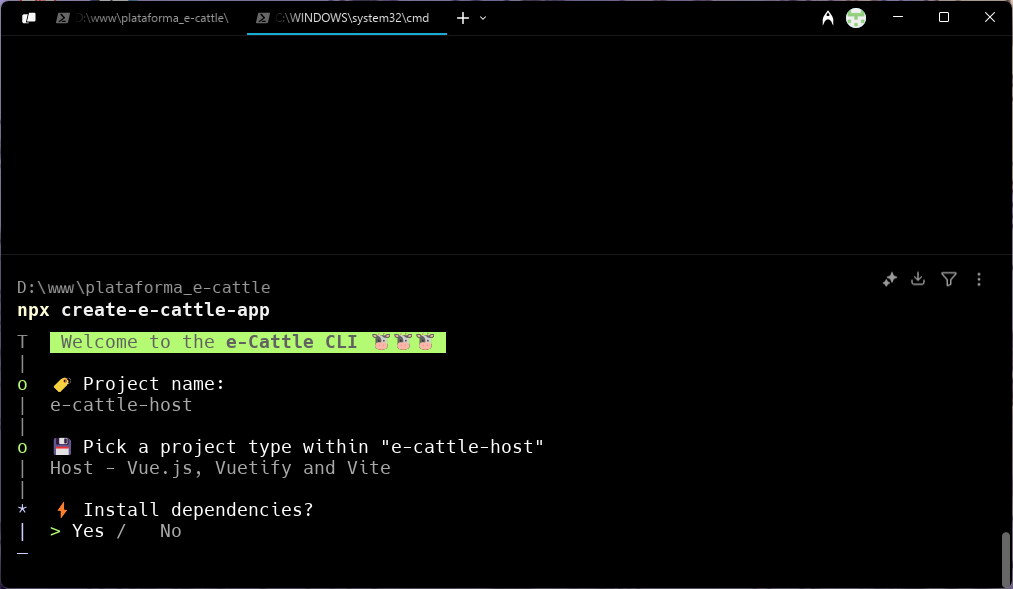 :\www\plataforma_e-cattle\
C:\WINDOWS\system32\cmd
D:\www\plataforma_e-cattle
npx create-e-cattle-app
T Welcome to the e-Cattle CLI 🐮🐮🐮
|
o 🏷️ Project name:
| e-cattle-host
|
o 💾 Pick a project type within "e-cattle-host"
| Host - Vue.js, Vuetify and Vite
|
* ⚡ Install dependencies?
| > Yes / No
—